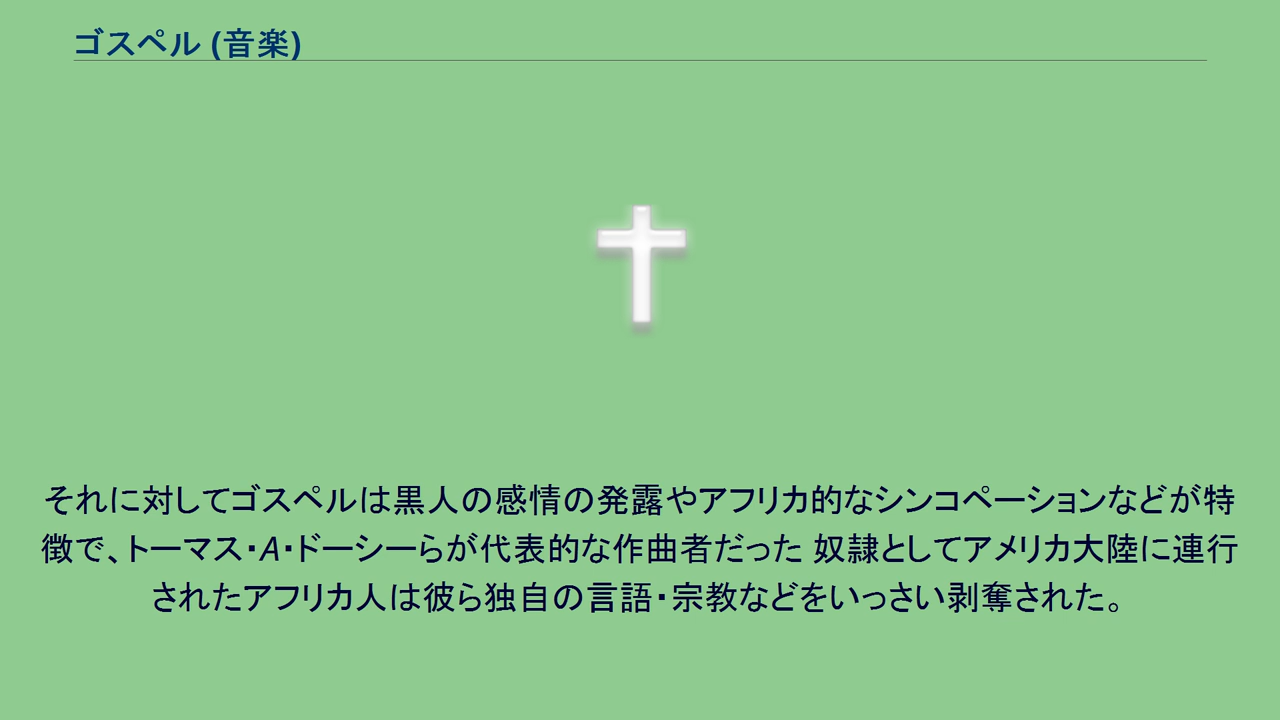 ゴスペル (音楽)
それに対してゴスペルは黒人の感情の発露やアフリカ的なシンコペーションなどが特
徴で、トーマス・A・ドーシーらが代表的な作曲者だった 奴隷としてアメリカ大陸に連行
されたアフリカ人は彼ら独自の言語・宗教などをいっさい剥奪された。